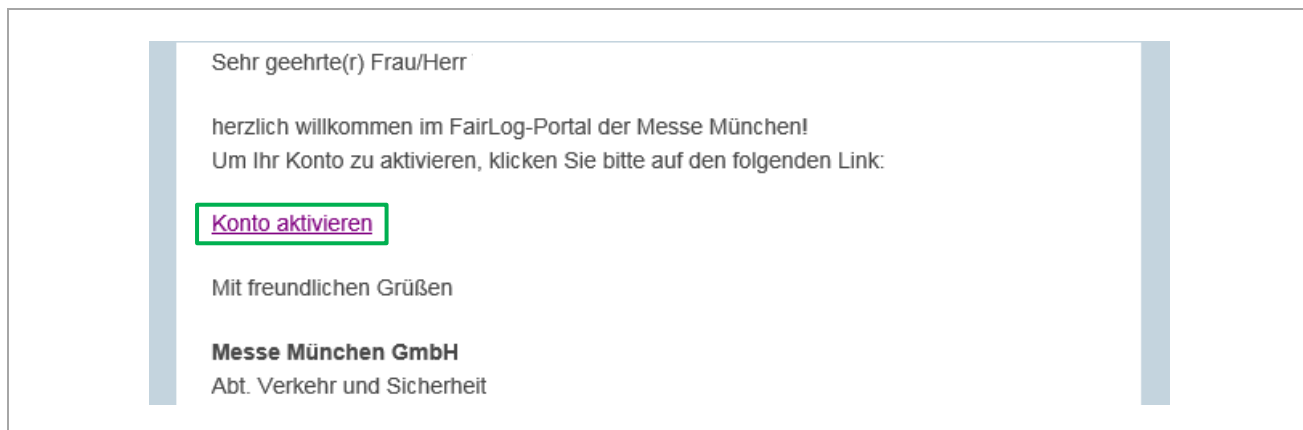 Sehr geehrte(r) Frau/Herr
herzlich willkommen im FairLog-Portal der Messe München!
Um Ihr Konto zu aktivieren, klicken Sie bitte auf den folgenden Link:
Konto aktivieren
Mit freundlichen Grüßen
Messe München GmbH
Abt. Verkehr und Sicherheit